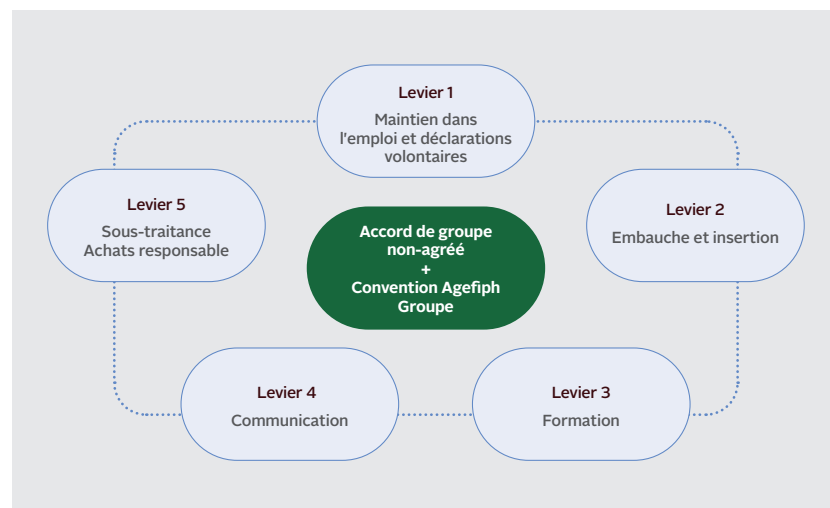 Levier 1
Maintien dans
l'emploi et déclarations
volontaires
Levier 2
Embauche et insertion
Levier 3
Formation
Levier 4
Communication
Levier 5
Sous-traitance
Achats responsable
Accord de groupe
non-agréé
+
Convention Agefiph
Groupe